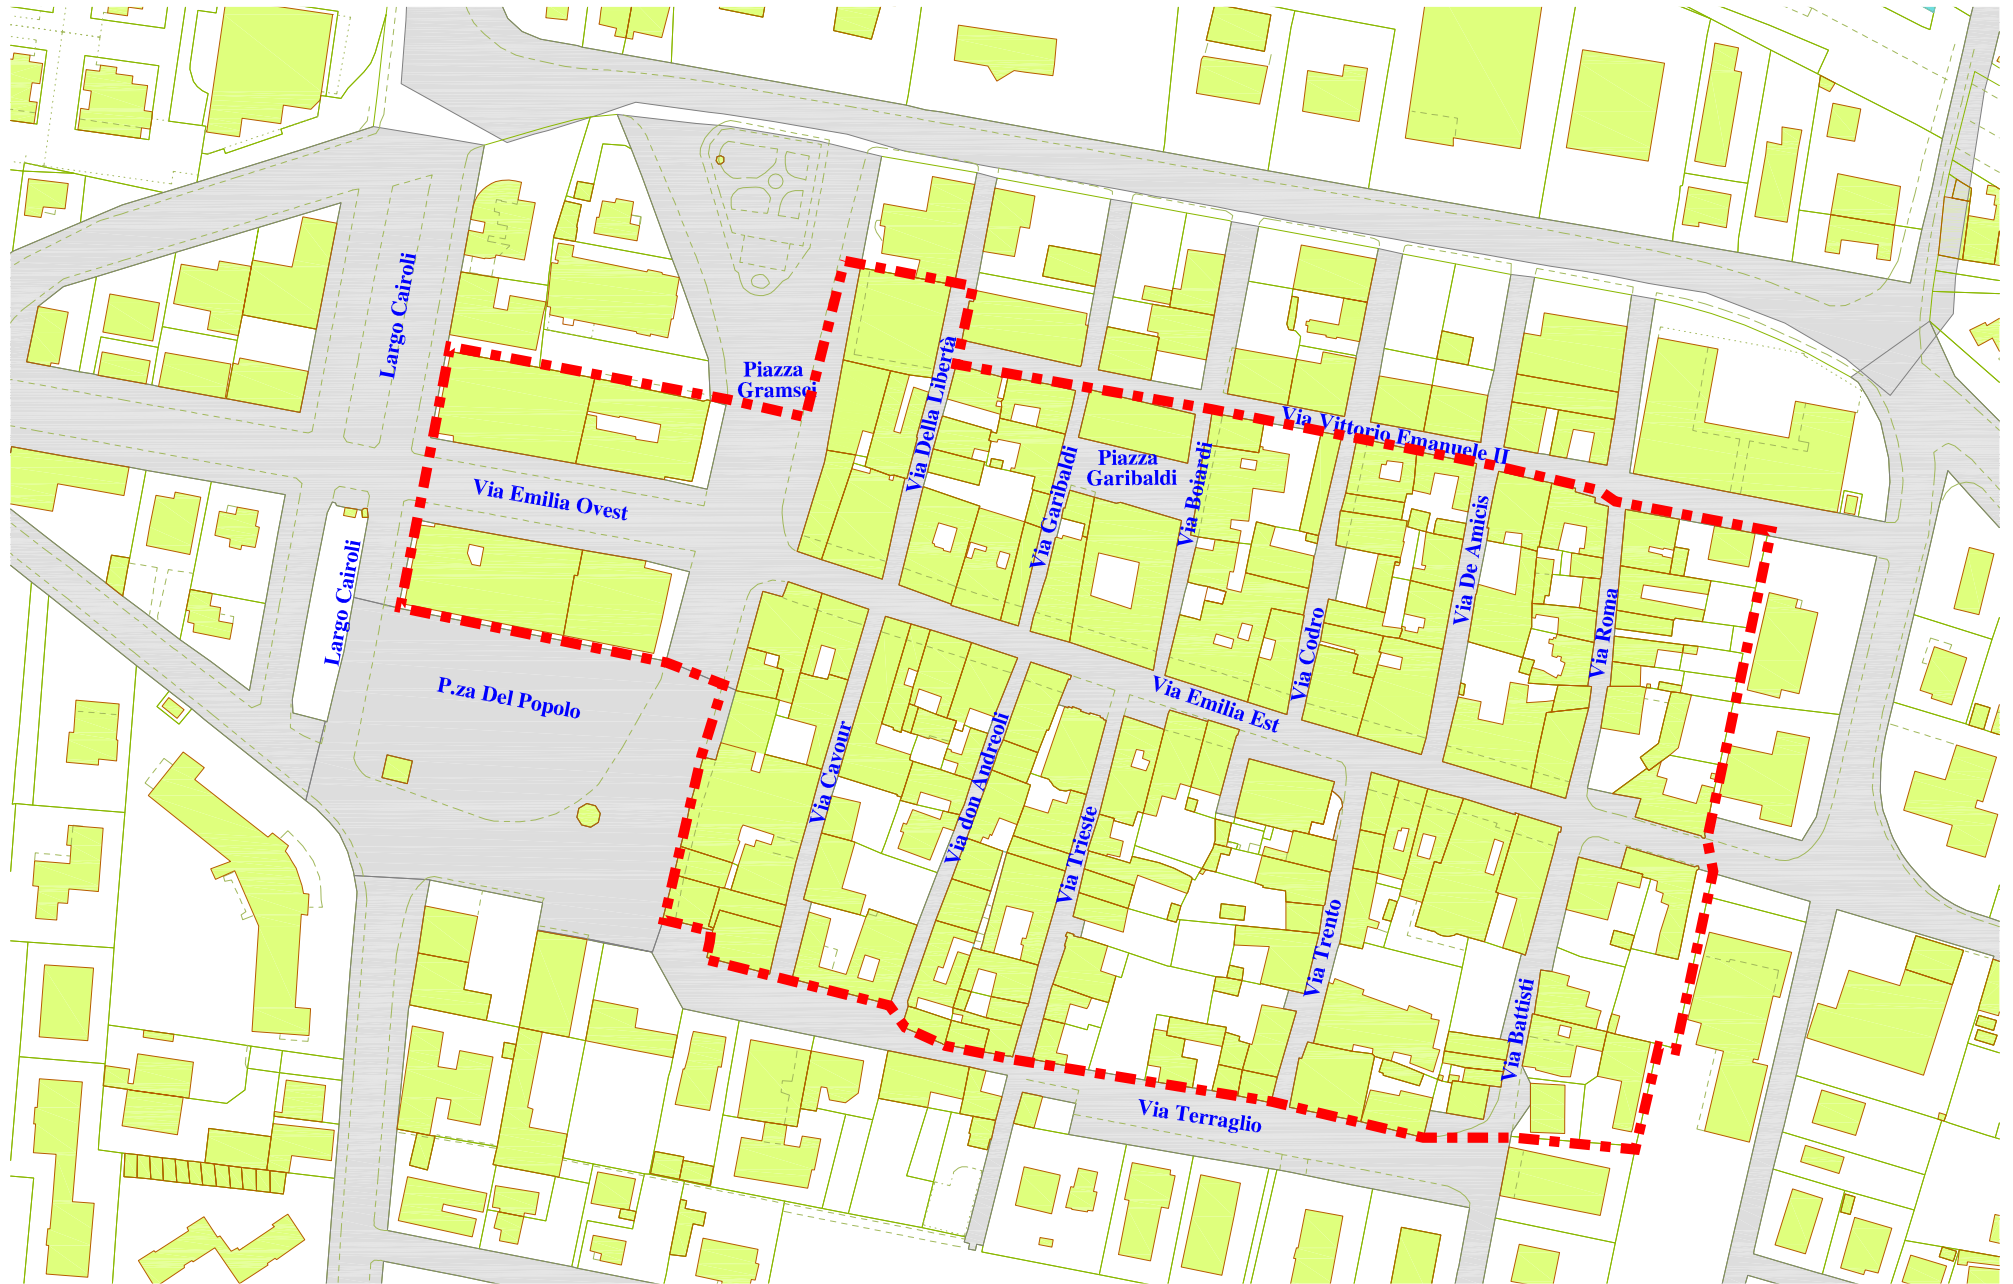 Largo Cairoli
Piazza
Gramsci
Via Della Libertà
Via Vittorio Emanuele II
Via Garibaldi
Piazza
Garibaldi
Via Boiardi
Via Emilia Ovest
Via De Amicis
Largo Cairoli
Via Roma
Via Codro
P.za Del Popolo
Via Emilia Est
Via Cavour
Via don Andreoli
Via Trieste
Via Trento
Via Battisti
Via Terraglio